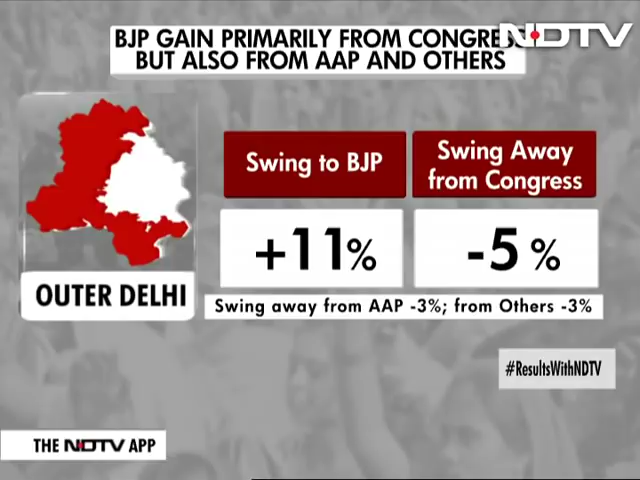 BJP GAIN PRIMARILY FROM CONGRESS
NDTV
BUT ALSO FROM AAP AND OTHERS
Swing to BJP
Swing Away
from Congress
+11%
-5 %
OUTER DELHI
Swing away from AAP -3%; from Others -3%
#ResultsWithNDTV
THE NDTV APP